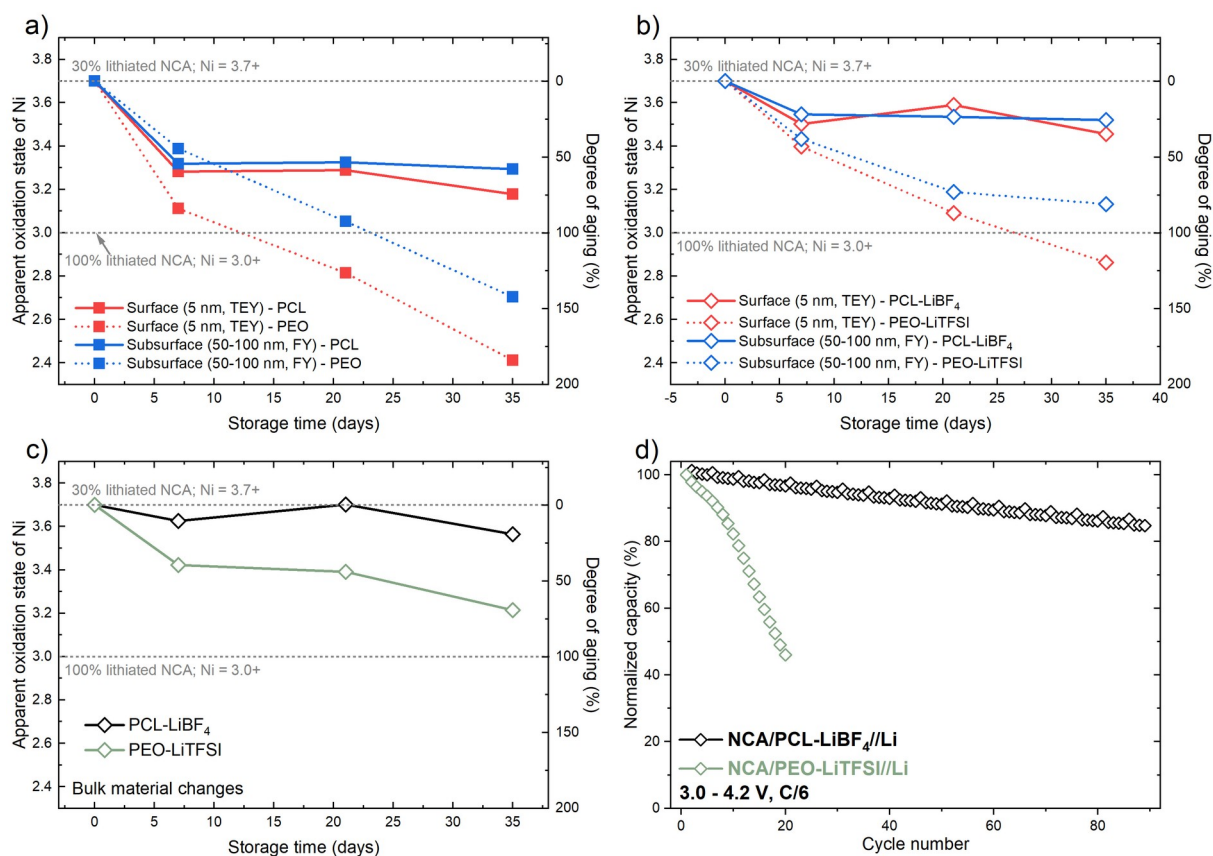 a)
3.8
3.6
3.4
3.2
3.0
2.8
2.6
2.4
Apparent oxidation state of Ni
30% lithiated NCA; Ni = 3.7+
100% lithiated NCA; Ni = 3.0+
Surface (5 nm, TEY) - PCL
Surface (5 nm, TEY) - PEO
Subsurface (50-100 nm, FY) - PCL
Subsurface (50-100 nm, FY) - PEO
0
50
100
150
200
Degree of aging (%)
0 5 10 15 20 25 30 35
Storage time (days)
b)
3.8
3.6
3.4
3.2
3.0
2.8
2.6
2.4
Apparent oxidation state of Ni
30% lithiated NCA; Ni = 3.7+
100% lithiated NCA; Ni = 3.0+
Surface (5 nm, TEY) - PCL-LiBF4
Surface (5 nm, TEY) - PEO-LiTFSI
Subsurface (50-100 nm, FY) - PCL-LiBF4
Subsurface (50-100 nm, FY) - PEO-LiTFSI
0
50
100
150
200
Degree of aging (%)
-5 0 5 10 15 20 25 30 35 40
Storage time (days)
c)
3.8
3.6
3.4
3.2
3.0
2.8
2.6
2.4
Apparent oxidation state of Ni
30% lithiated NCA; Ni = 3.7+
100% lithiated NCA; Ni = 3.0+
PCL-LiBF4
PEO-LiTFSI
Bulk material changes
0
50
100
150
200
Degree of aging (%)
0 5 10 15 20 25 30 35
Storage time (days)
d)
100
80
60
40
20
0
Normalized capacity (%)
NCA/PCL-LiBF4//Li
NCA/PEO-LiTFSI//Li
3.0 - 4.2 V, C/6
0 20 40 60 80
Cycle number